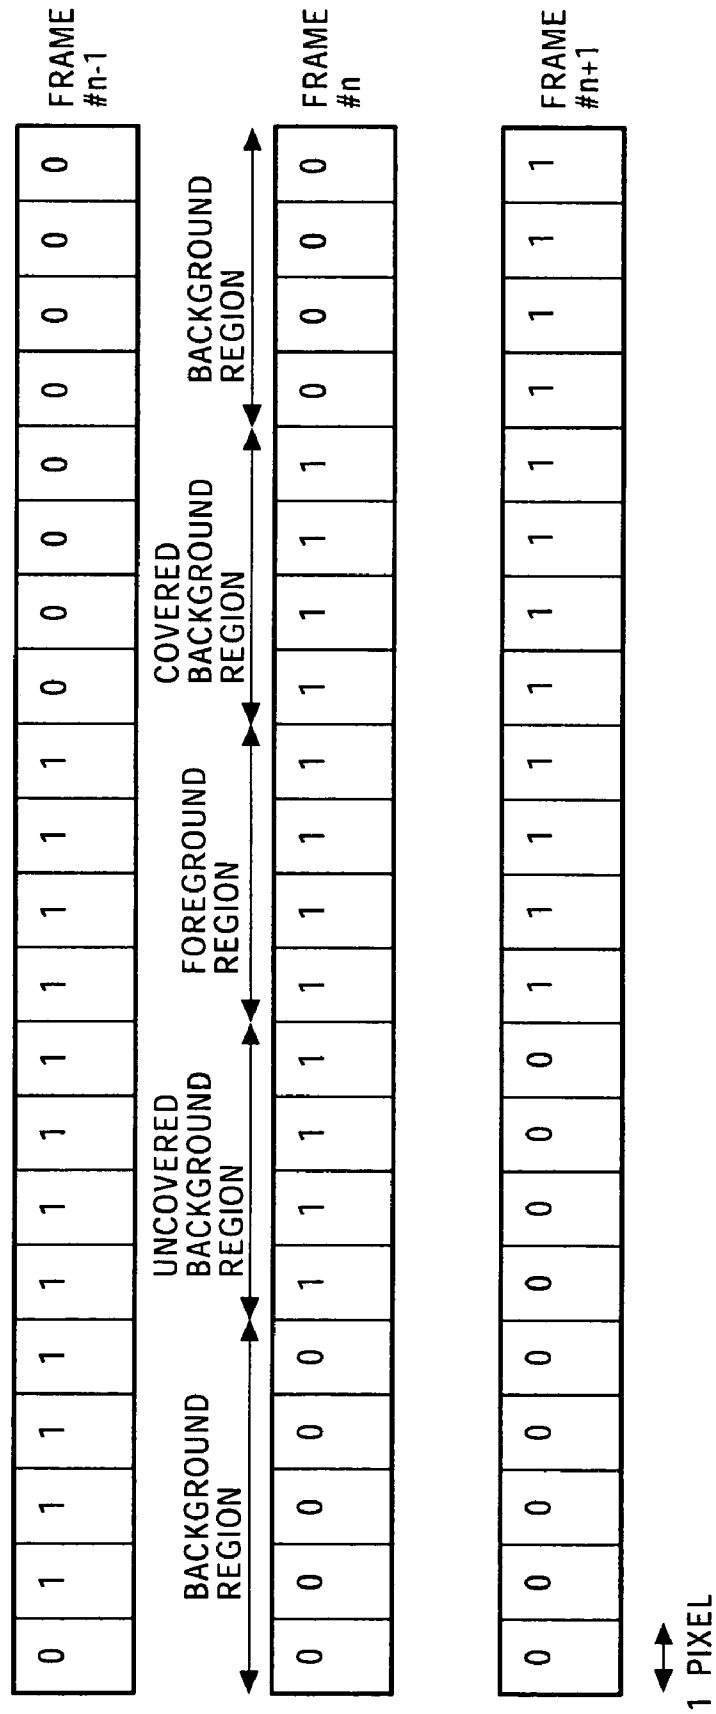 0 1 1 1 1 1 1 1 1 1 1 1 1 0 0 0 0 0 0 0 0
FRAME
#n-1
BACKGROUND
REGION
UNCOVERED
BACKGROUND
REGION
FOREGROUND
REGION
COVERED
BACKGROUND
REGION
BACKGROUND
REGION
0 0 0 0 0 1 1 1 1 1 1 1 1 1 1 1 1 0 0 0 0
FRAME
#n
0 0 0 0 0 0 0 0 0 1 1 1 1 1 1 1 1 1 1 1 1
FRAME
#n+1
1 PIXEL